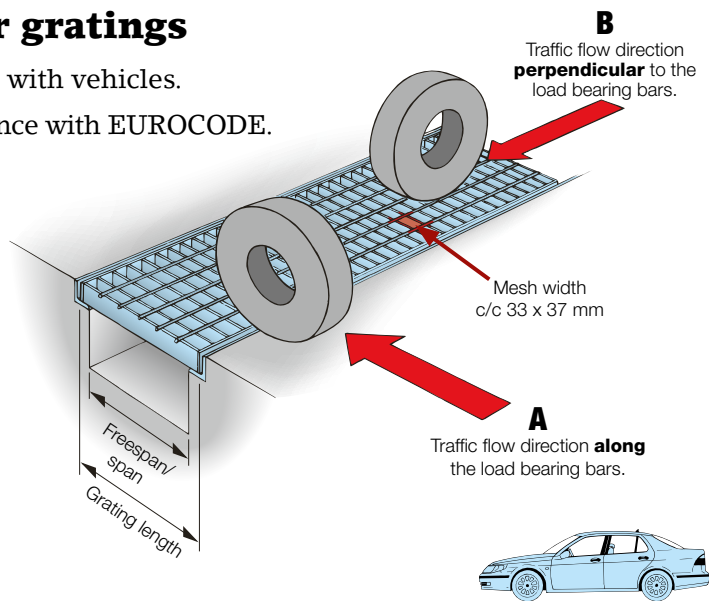 r gratings
with vehicles.
nce with EUROCODE.
B
Traffic flow direction
perpendicular to the
load bearing bars.
Mesh width
c/c 33 x 37 mm
A
Traffic flow direction along
the load bearing bars.
Freespan/
span
Grating length